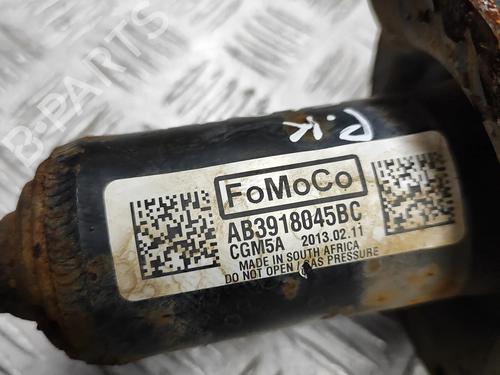 B-PARTS
P.K
FoMoCo
AB3918045BC
CGM5A 2013.02.11
MADE IN SOUTH AFRICA
DO NOT OPEN / GAS PRESSURE